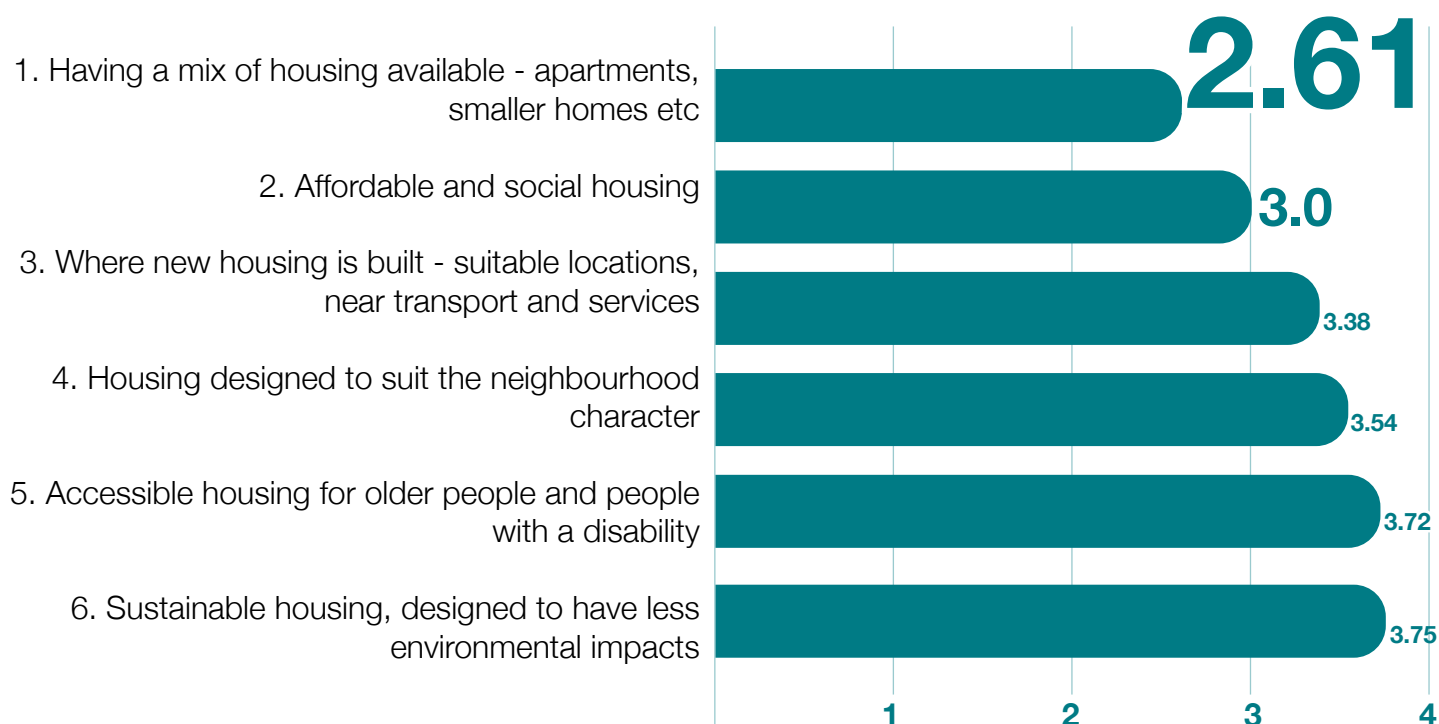 1. Having a mix of housing available - apartments,
smaller homes etc
2.61
2. Affordable and social housing
3.0
3. Where new housing is built - suitable locations,
near transport and services
3.38
4. Housing designed to suit the neighbourhood
character
3.54
5. Accessible housing for older people and people
with a disability
3.72
6. Sustainable housing, designed to have less
environmental impacts
3.75
1 2 3 4